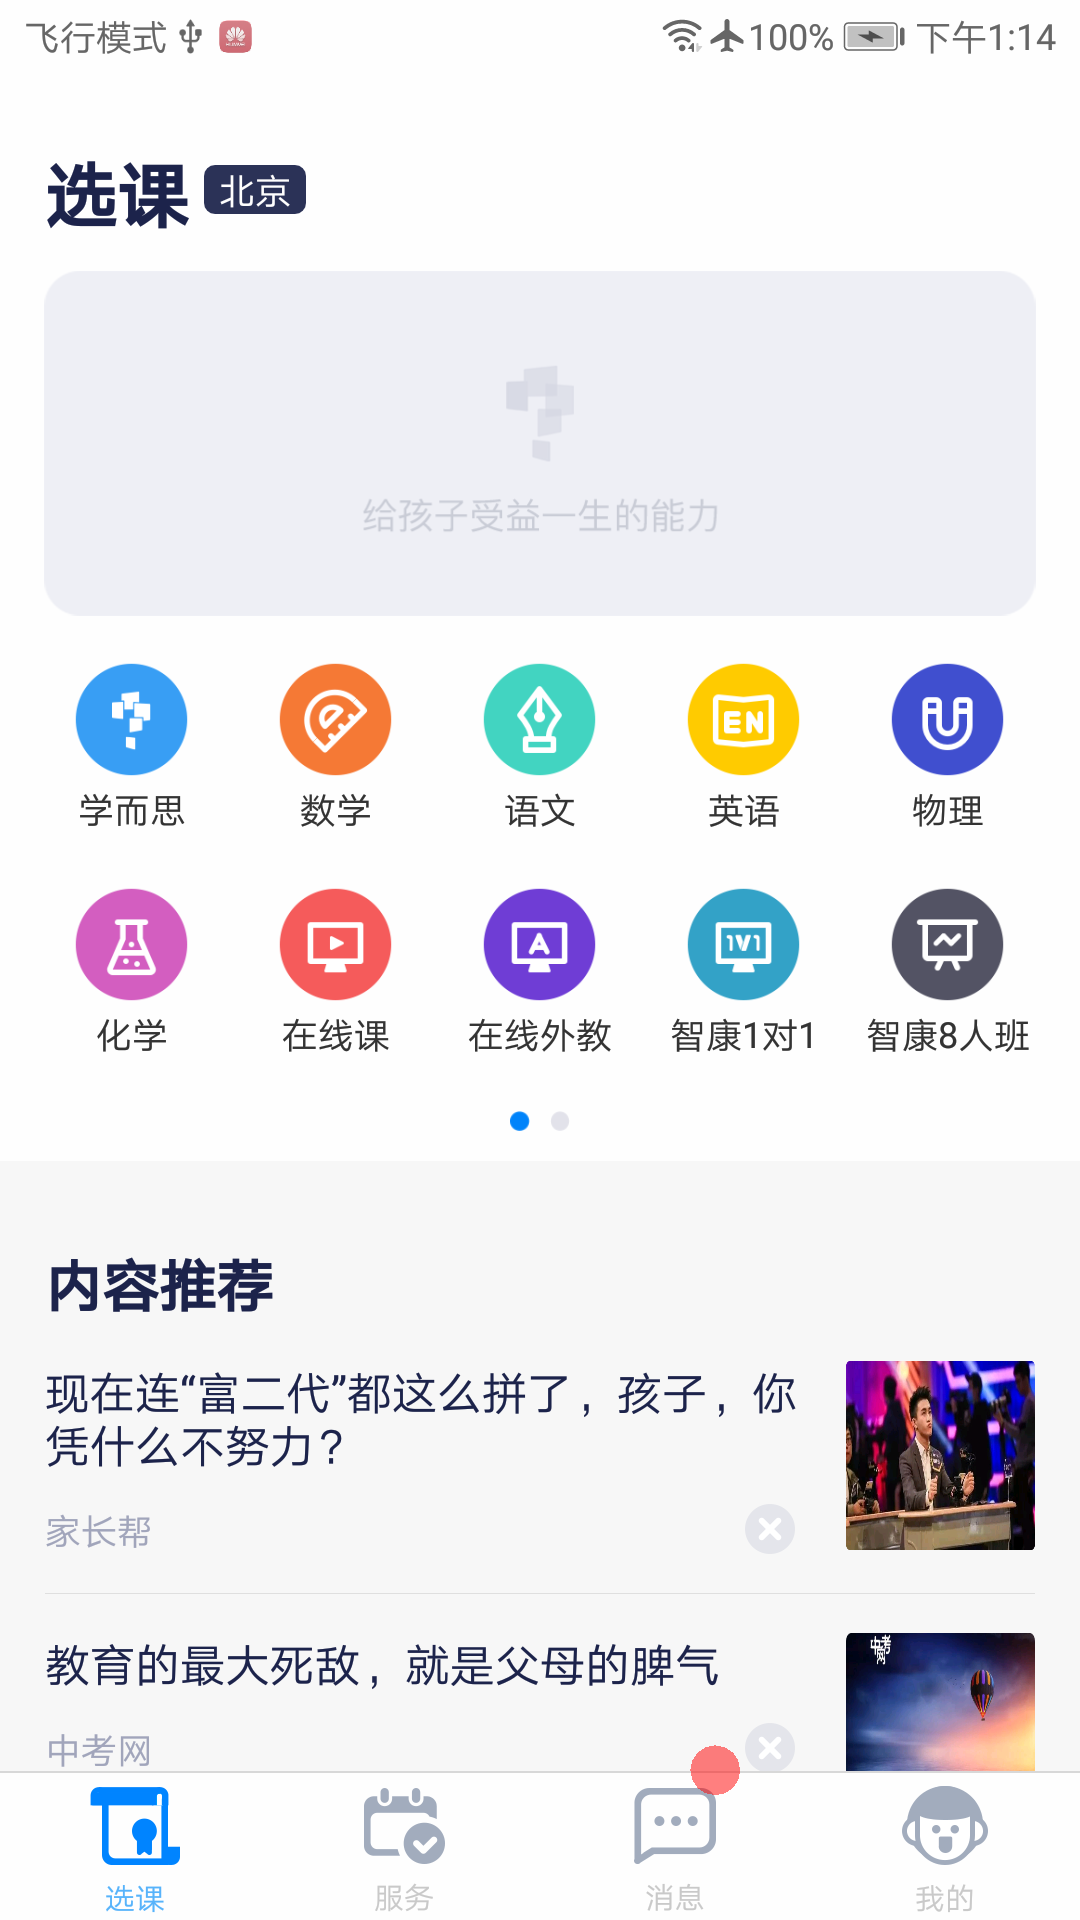 飞行模式 100% 下午1:14
选课 北京
给孩子受益一生的能力
学而思 数学 语文 英语 物理
化学 在线课 在线外教 智康1对1 智康8人班
内容推荐
现在连“富二代”都这么拼了，孩子，你
凭什么不努力？
家长帮
教育的最大死敌，就是父母的脾气
中考网
中考网
选课 服务 消息 我的